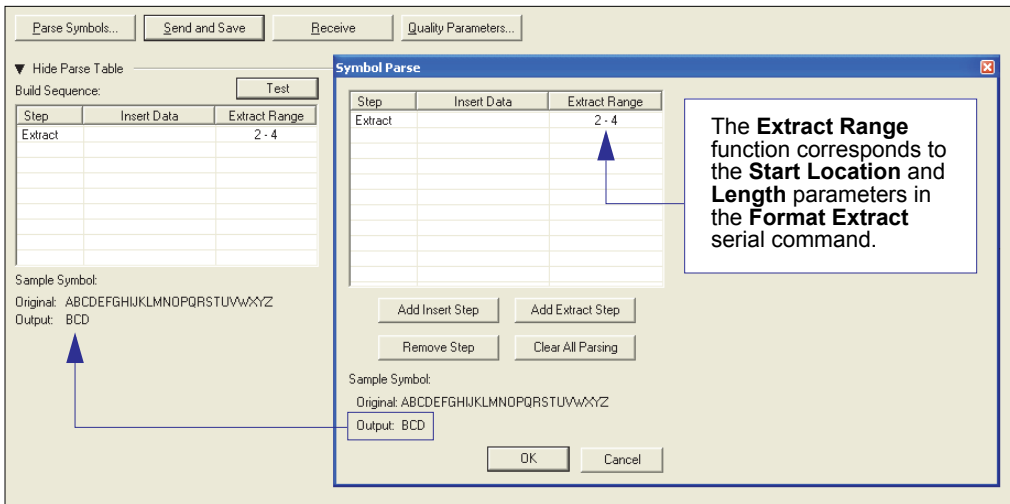 Parse Symbols... Send and Save Receive Quality Parameters...
Hide Parse Table
Build Sequence: Test
Step Insert Data Extract Range
Extract 2 - 4
Sample Symbol:
Original: ABCDEFGHIJKLMNOPQRSTUVWXYZ
Output: BCD
Symbol Parse
Step Insert Data Extract Range
Extract 2 - 4
Add Insert Step Add Extract Step
Remove Step Clear All Parsing
Sample Symbol:
Original: ABCDEFGHIJKLMNOPQRSTUVWXYZ
Output: BCD
OK Cancel
The Extract Range
function corresponds to
the Start Location and
Length parameters in
the Format Extract
serial command.